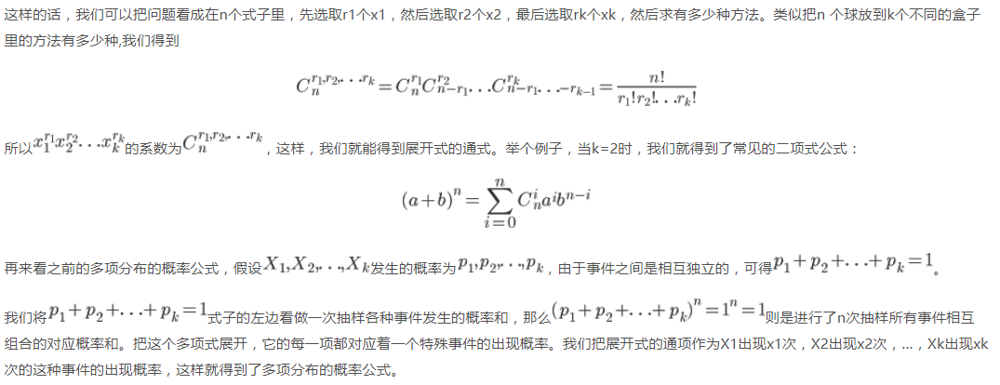 这样的话，我们可以把问题看成在n个式子里，先选取r1个x1，然后选取r2个x2，最后选取rk个xk，然后求有多少种方法。类似把n 个球放到k个不同的盒子
里的方法有多少种,我们得到
$C_n^{r_1,r_2,\ldots r_k}=C_n^{r_1}C_{n-r_1}^{r_2}\ldots C_{n-r_1\ldots-r_{k-1}}^{r_k}=\frac{n!}{r_1!r_2!\ldots r_k!}$
所以$x_1^{r_1}x_2^{r_2}\ldots x_k^{r_k}$的系数为$C_n^{r_1,r_2,\ldots r_k}$，这样，我们就能得到展开式的通式。举个例子，当k=2时，我们就得到了常见的二项式公式：
$(a+b)^n=\sum_{i=0}^{n}C_n^i a^i b^{n-i}$
再来看之前的多项分布的概率公式，假设$X_1,X_2,\ldots,X_k$发生的概率为$p_1,p_2,\ldots,p_k$，由于事件之间是相互独立的，可得$p_1+p_2+\ldots+p_k=1$。
我们将$p_1+p_2+\ldots+p_k=1$式子的左边看做一次抽样各种事件发生的概率和，那么$(p_1+p_2+\ldots+p_k)^n=1^n=1$则是进行了n次抽样所有事件相互
组合的对应概率和。把这个多项式展开，它的每一项都对应着一个特殊事件的出现概率。我们把展开式的通项作为X1出现x1次，X2出现x2次，…，Xk出现xk
次的这种事件的出现概率，这样就得到了多项分布的概率公式。